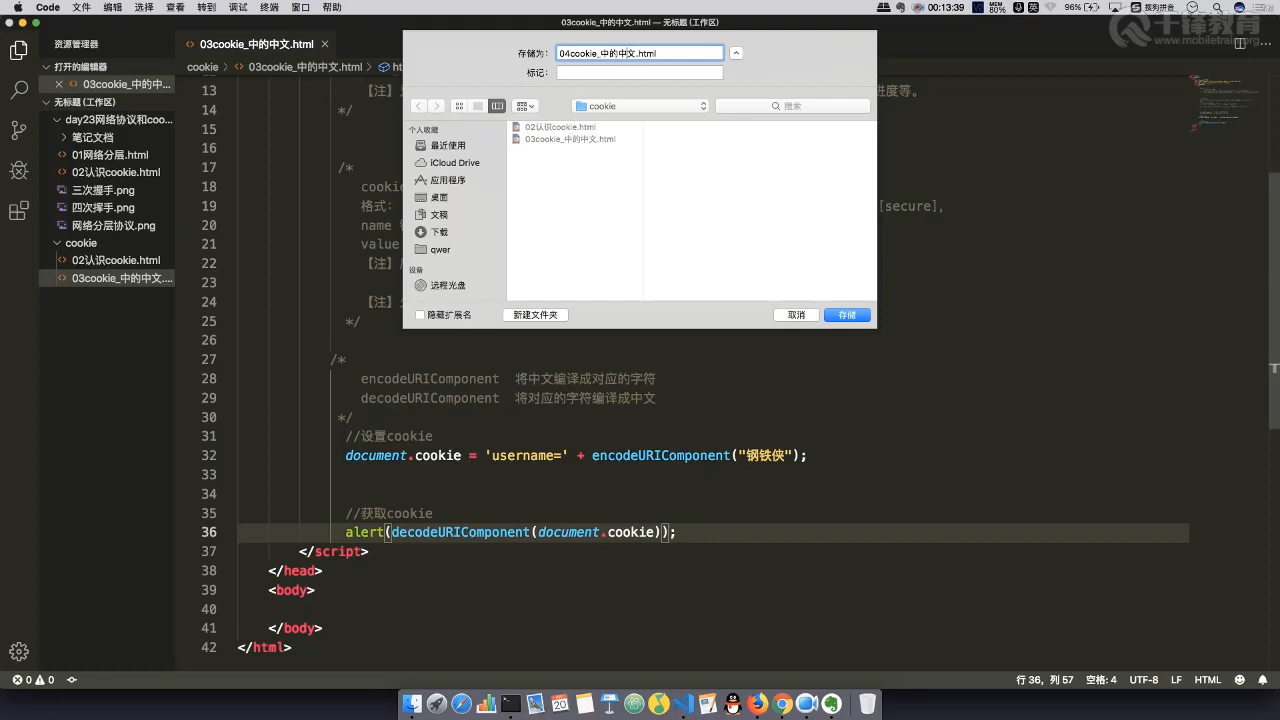 Code 文件 编辑 选择 查看 转到 调试 终端 窗口 帮助 00:13:39 80% 96% 搜狗拼音
03cookie_中的中文.html — 无标题 (工作区)
千锋教育
www.mobiletrain.org
资源管理器
03cookie_中的中文.html
打开的编辑器
03cookie_中的中...
无标题 (工作区)
day23网络协议和coo...
笔记文档
01网络分层.html
02认识cookie.html
三次握手.png
四次挥手.png
网络分层协议.png
cookie
02认识cookie.html
03cookie_中的中文....
cookie 03cookie_中的中文.html
存储为: 04cookie_中的中文.html
标记:
cookie
搜索
个人收藏
最近使用
iCloud Drive
应用程序
桌面
文稿
下载
qwer
设备
远程光盘
02认识cookie.html
03cookie_中的中文.html
隐藏扩展名
新建文件夹
取消
存储
13 【注】 进度等。
14 */
15
16
17 /*
18 cookie
19 格式: [secure],
20 name
21 value
22 【注】
23
24 【注】
25 */
26
27 /*
28 encodeURIComponent 将中文编译成对应的字符
29 decodeURIComponent 将对应的字符编译成中文
30 */
31 //设置cookie
32 document.cookie = 'username=' + encodeURIComponent("钢铁侠");
33
34
35 //获取cookie
36 alert(decodeURIComponent(document.cookie));
37 </script>
38 </head>
39 <body>
40
41 </body>
42 </html>
0 0
行 36, 列 57 空格: 4 UTF-8 LF HTML
20